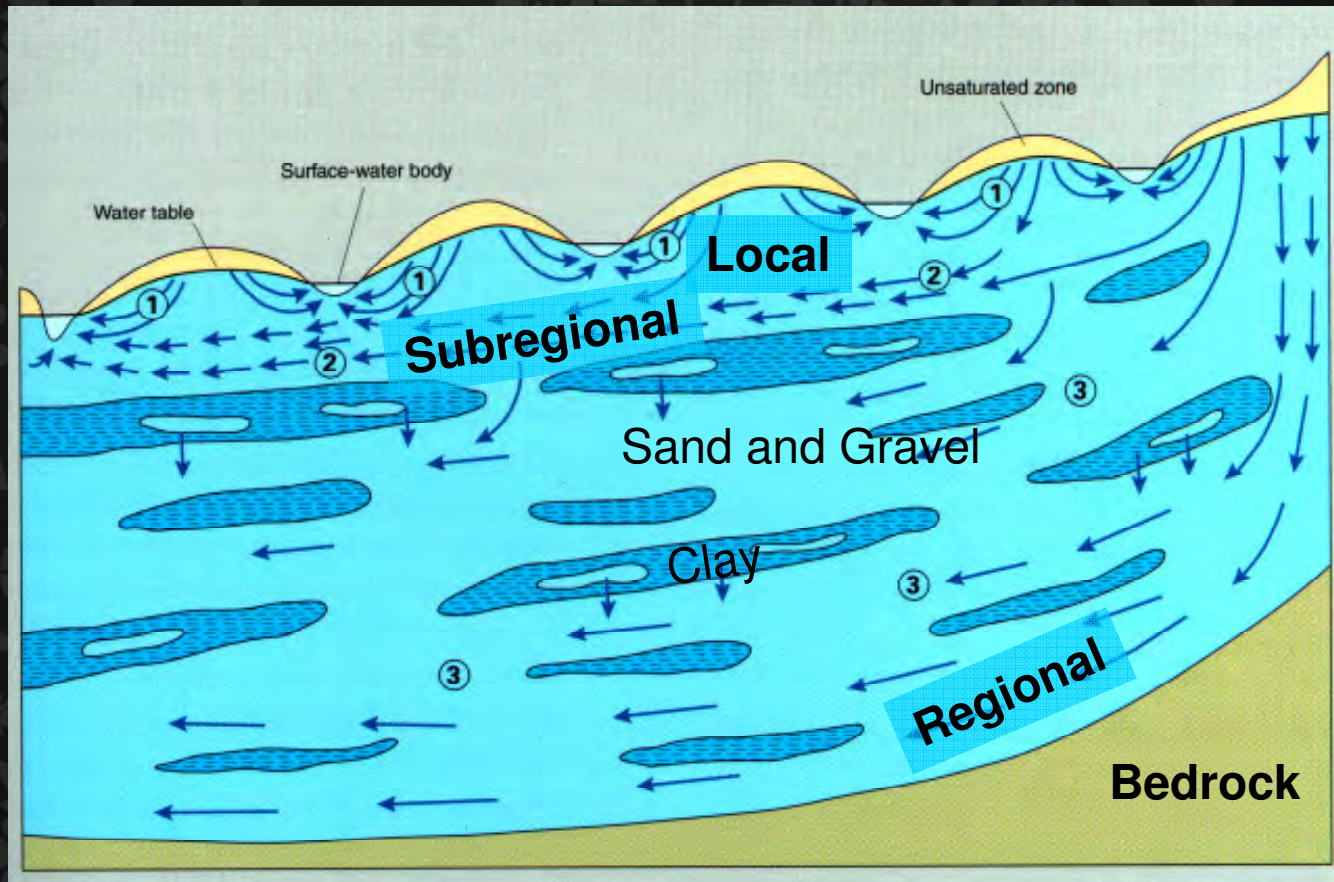 Unsaturated zone
Surface-water body
Water table
1
1
1
1
Local
2
Subregional
2
3
Sand and Gravel
Clay
3
3
Regional
Bedrock